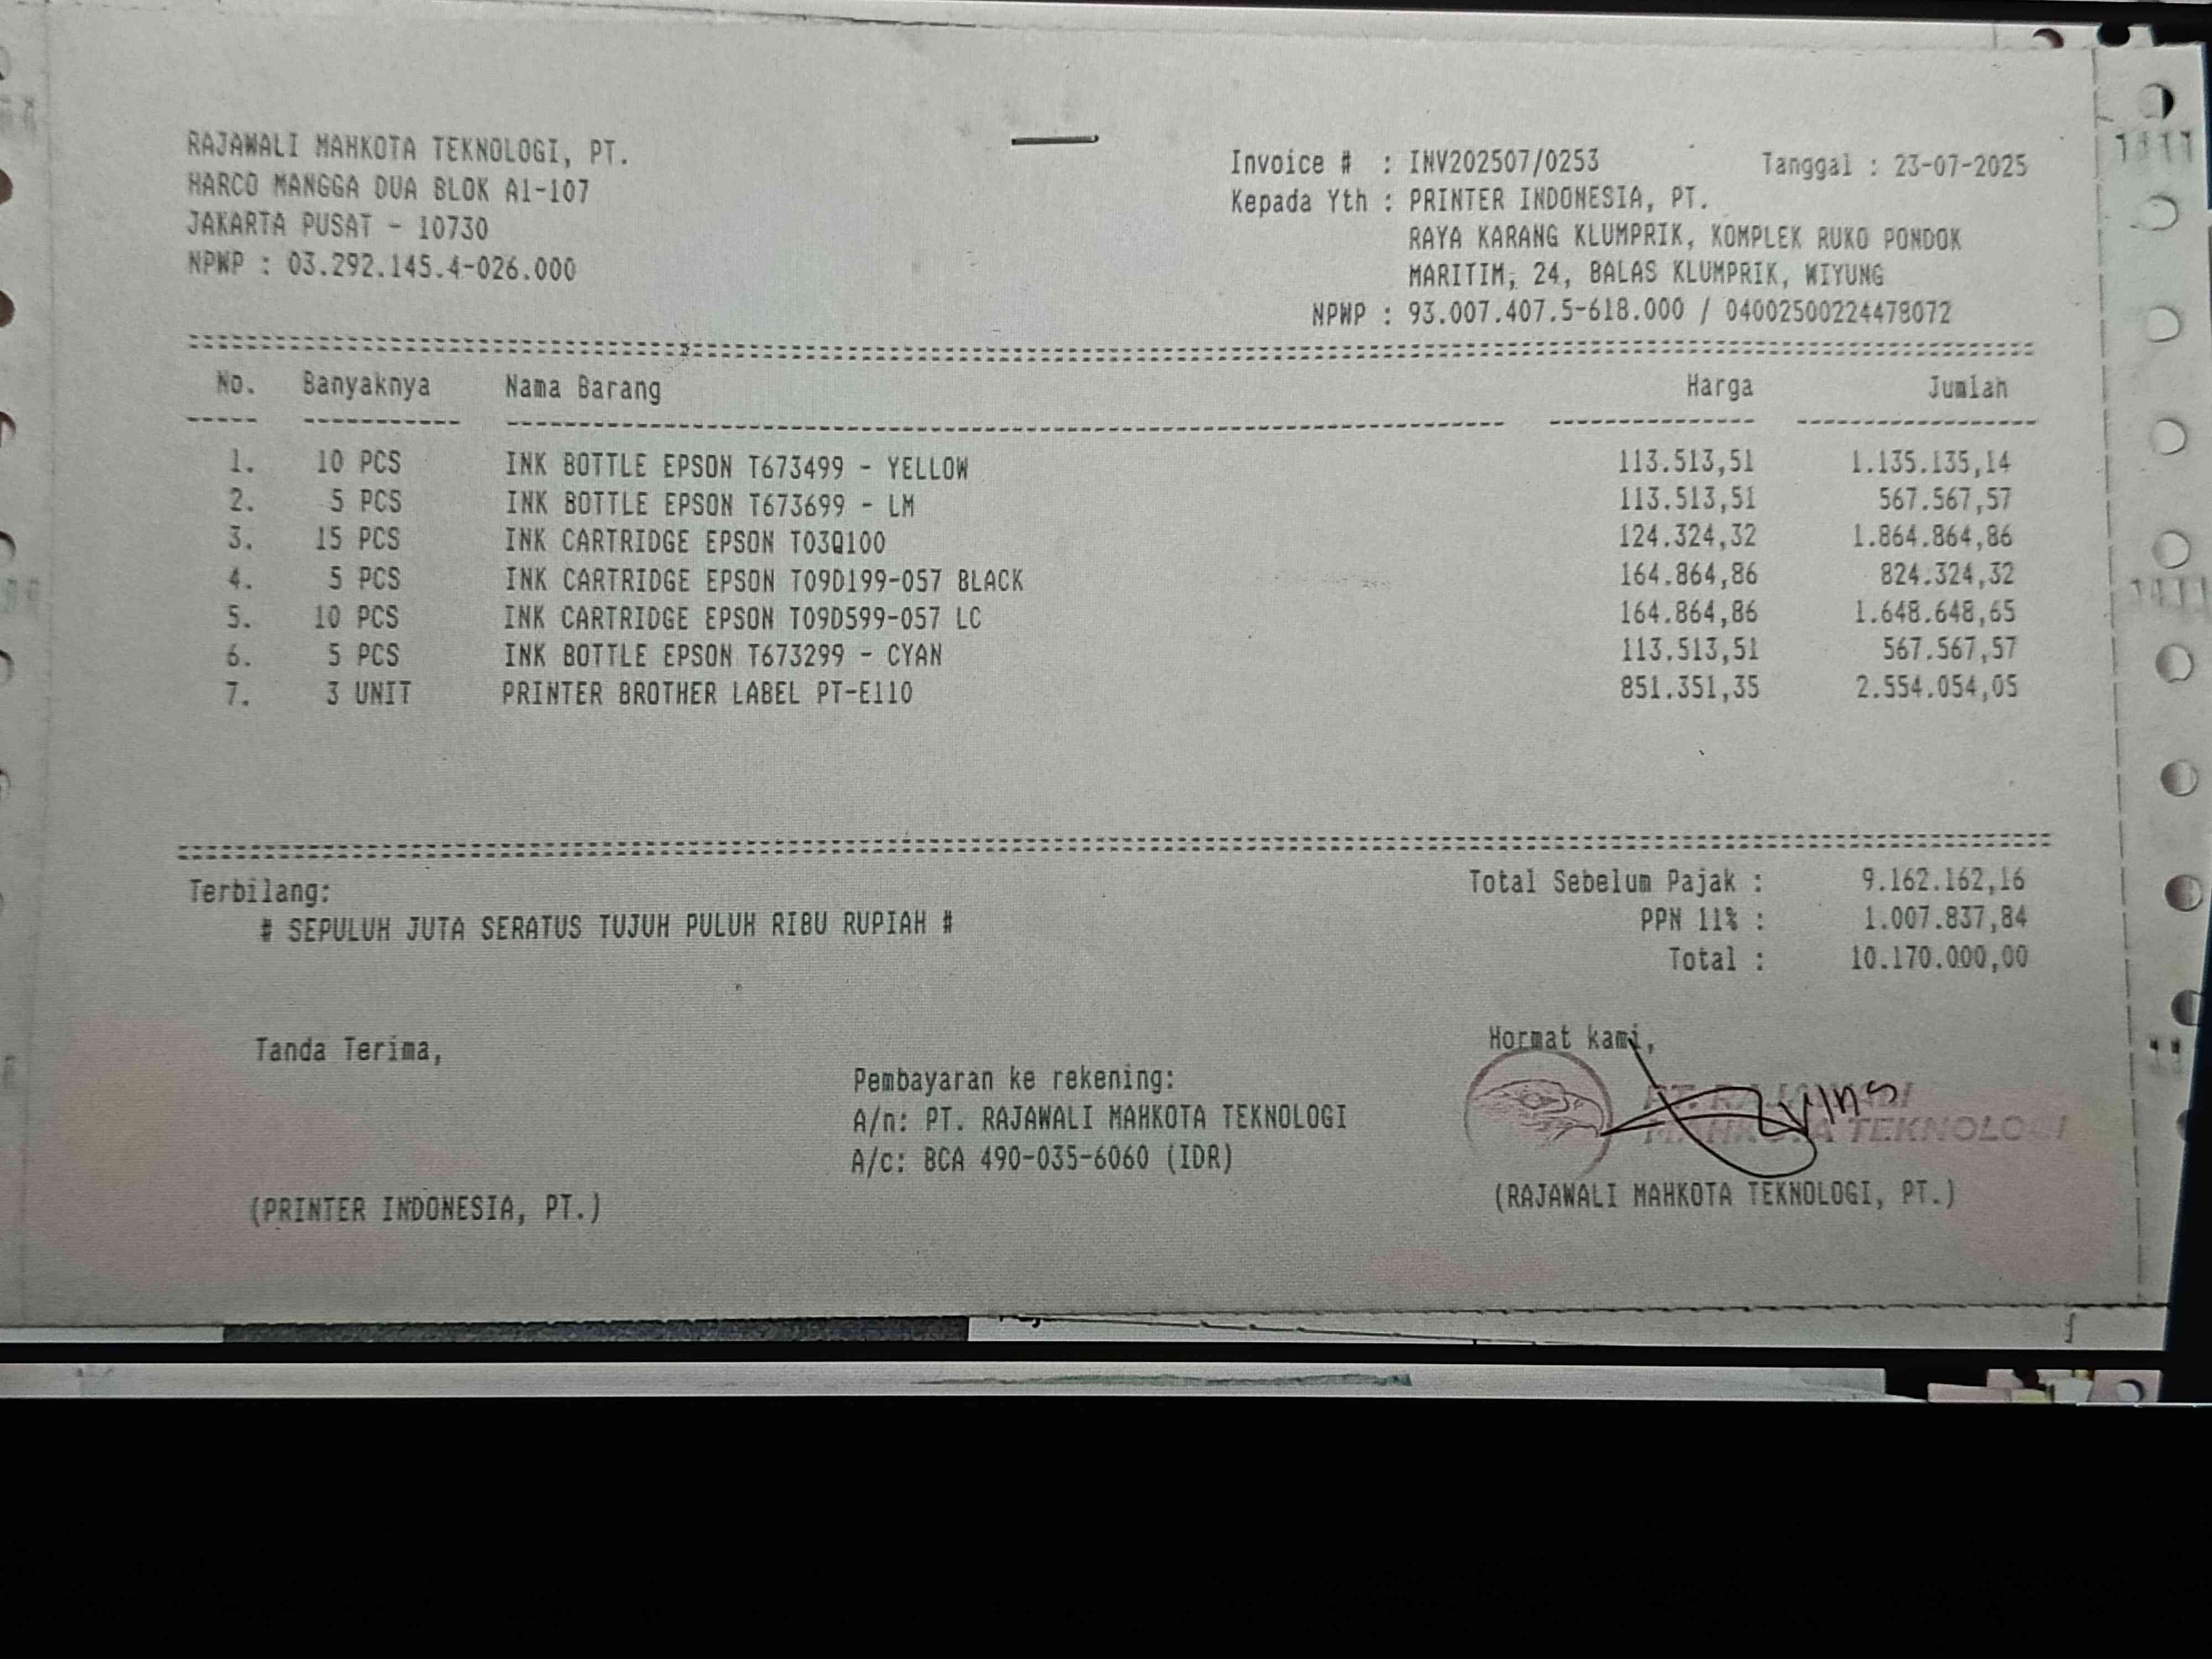 RAJAWALI MAHKOTA TEKNOLOGI, PT.
HARCO MANGGA DUA BLOK A1-107
JAKARTA PUSAT - 10730
NPWP : 03.292.145.4-026.000
Invoice # : INV202507/0253 Tanggal : 23-07-2025
Kepada Yth : PRINTER INDONESIA, PT.
RAYA KARANG KLUMPRIK, KOMPLEK RUKO PONDOK
MARITIM, 24, BALAS KLUMPRIK, WIYUNG
NPWP : 93.007.407.5-618.000 / 04002500224478072
No. Banyaknya Nama Barang Harga Jumlah
1. 10 PCS INK BOTTLE EPSON T673499 - YELLOW 113.513,51 1.135.135,14
2. 5 PCS INK BOTTLE EPSON T673699 - LM 113.513,51 567.567,57
3. 15 PCS INK CARTRIDGE EPSON T03Q100 124.324,32 1.864.864,86
4. 5 PCS INK CARTRIDGE EPSON T09D199-057 BLACK 164.864,86 824.324,32
5. 10 PCS INK CARTRIDGE EPSON T09D599-057 LC 164.864,86 1.648.648,65
6. 5 PCS INK BOTTLE EPSON T673299 - CYAN 113.513,51 567.567,57
7. 3 UNIT PRINTER BROTHER LABEL PT-E110 851.351,35 2.554.054,05
Terbilang:
# SEPULUH JUTA SERATUS TUJUH PULUH RIBU RUPIAH #
Total Sebelum Pajak : 9.162.162,16
PPN 11% : 1.007.837,84
Total : 10.170.000,00
Tanda Terima,
(PRINTER INDONESIA, PT.)
Pembayaran ke rekening:
A/n: PT. RAJAWALI MAHKOTA TEKNOLOGI
A/c: BCA 490-035-6060 (IDR)
Hormat kami,
PT. RAJAWALI
MAHKOTA TEKNOLOGI
(RAJAWALI MAHKOTA TEKNOLOGI, PT.)